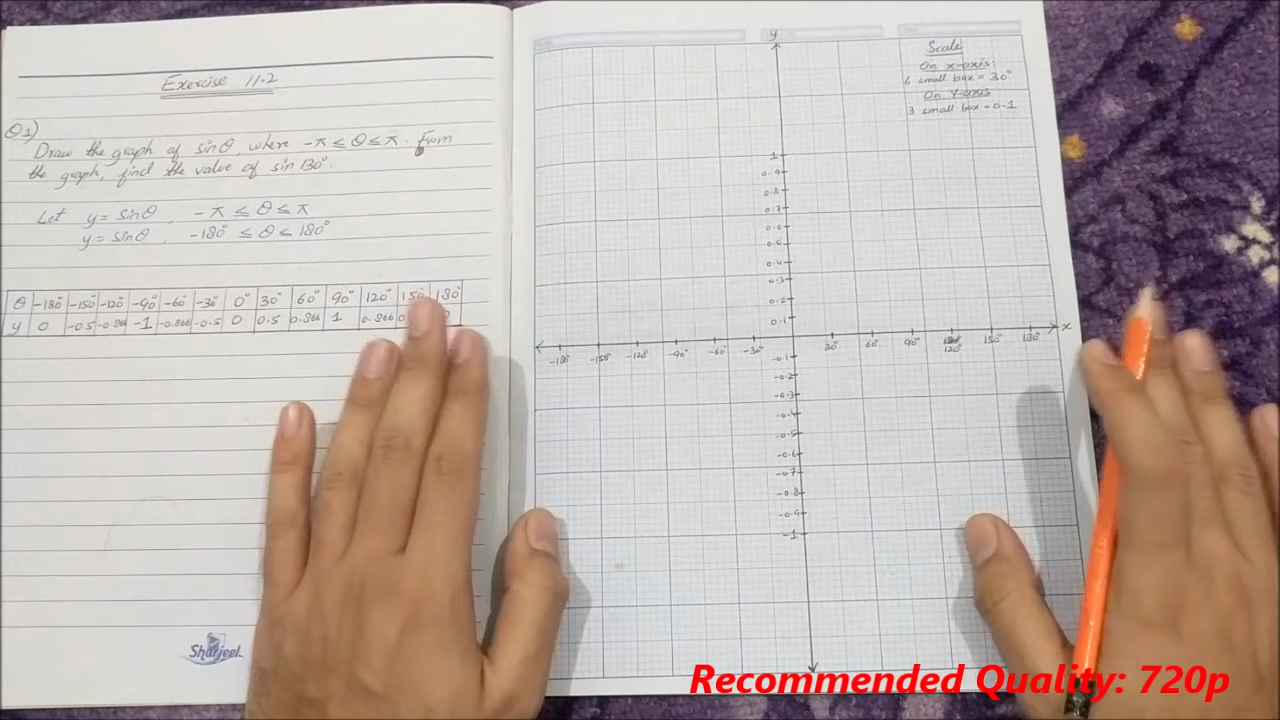 Exercise 11.2
Q1)
Draw the graph of sinθ, where -π ≤ θ ≤ π. From
the graph, find the value of sin 130°.
Let y = sinθ, -π ≤ θ ≤ π
y = sinθ, -180° ≤ θ ≤ 180°
θ -180° -150° -120° -90° -60° -30° 0° 30° 60° 90° 120° 150° 180°
y 0 -0.5 -0.866 -1 -0.866 -0.5 0 0.5 0.866 1 0.866
Sharjeel
Scale
On x-axis:
6 small box = 30°
On Y-axis
3 small box = 0.1
y
1
0.9
0.8
0.7
0.6
0.5
0.4
0.3
0.2
0.1
x
-180° -150° -120° -90° -60° -30° 30° 60° 90° 120° 150° 180°
-0.1
-0.2
-0.3
-0.4
-0.5
-0.6
-0.7
-0.8
-0.9
-1
Recommended Quality: 720p